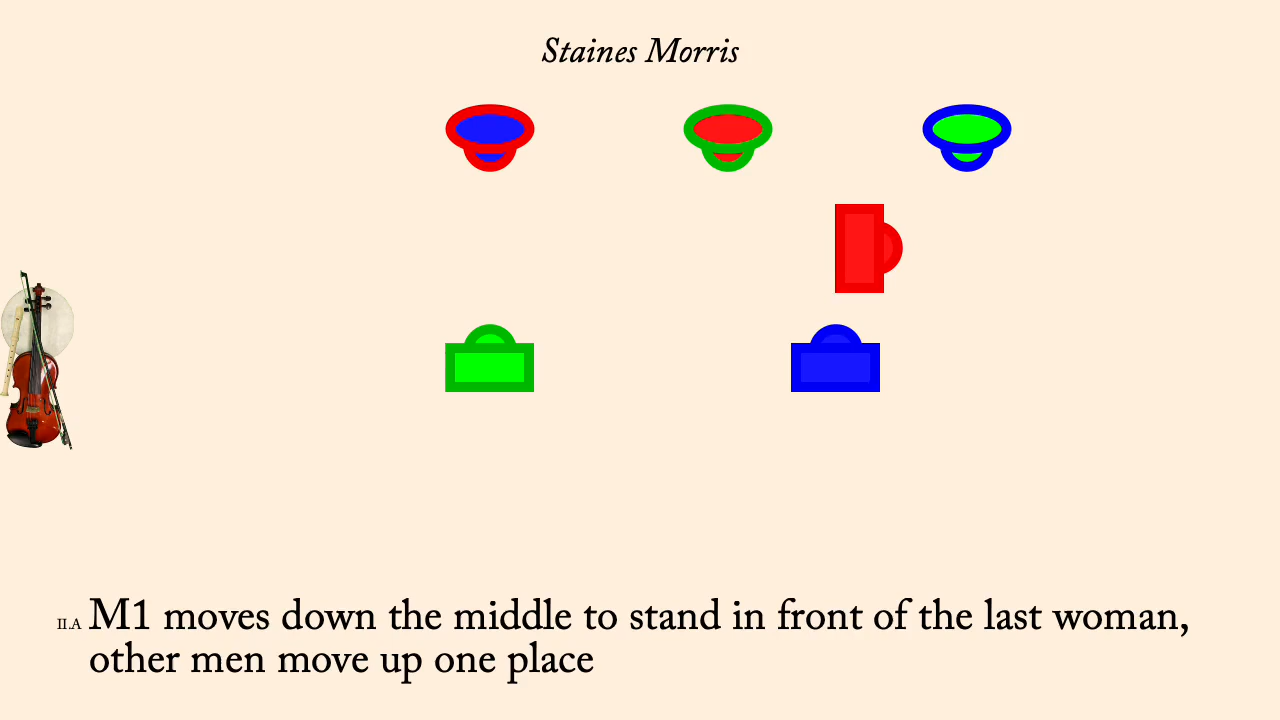 Staines Morris
II.A M1 moves down the middle to stand in front of the last woman,
other men move up one place